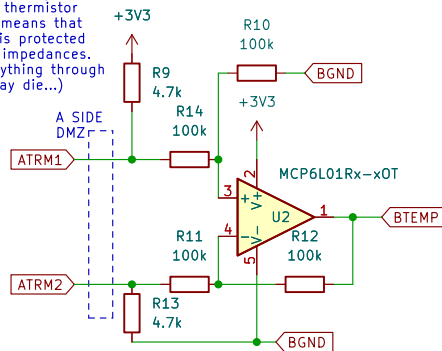 thermistor
means that
is protected
impedances.
ything through
ay die...)
+3V3
R10
100k
BGND
R9
4.7k
+3V3
A SIDE
DMZ
R14
100k
ATRM1
MCP6L01Rx-xOT
2
V+
3
+
U2
1
BTEMP
4
-
V-
5
R11
100k
R12
100k
ATRM2
R13
4.7k
BGND